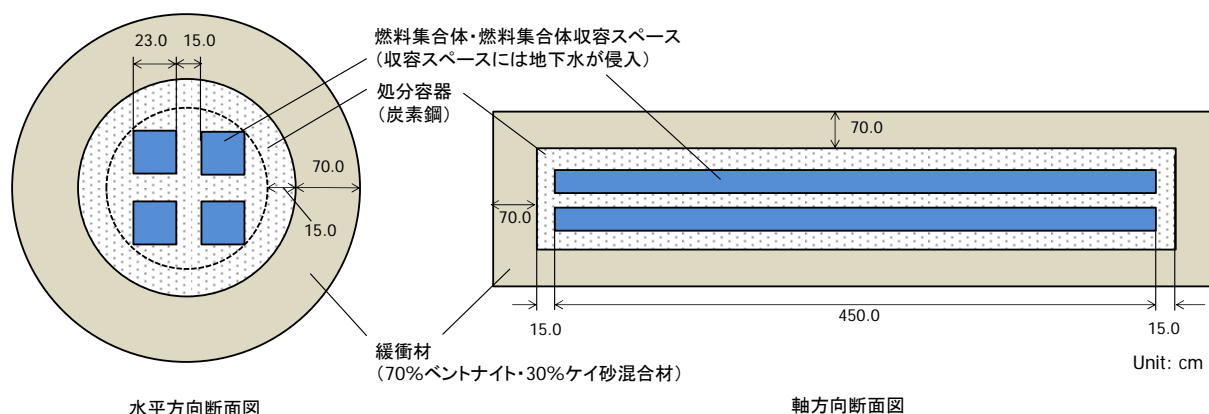 23.0
15.0
70.0
15.0
水平方向断面図
燃料集合体・燃料集合体収容スペース
(収容スペースには地下水が侵入)
処分容器
(炭素鋼)
緩衝材
(70%ベントナイト・30%ケイ砂混合材)
70.0
70.0
15.0
450.0
15.0
Unit: cm
軸方向断面図